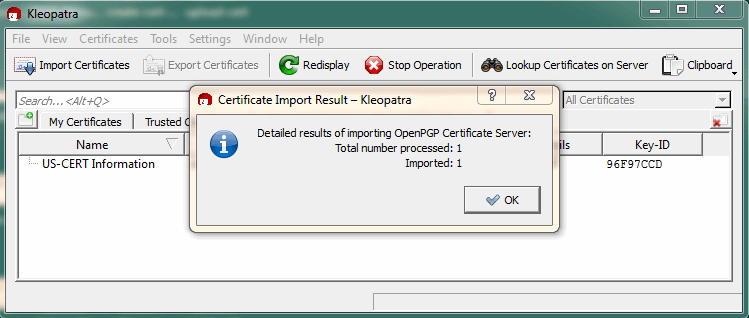 Kleopatra
File View Certificates Tools Settings Window Help
Import Certificates Export Certificates Redisplay Stop Operation Lookup Certificates on Server Clipboard
Search...<Alt+Q> All Certificates
Certificate Import Result – Kleopatra
Detailed results of importing OpenPGP Certificate Server:
Total number processed: 1
Imported: 1
OK
My Certificates Trusted C
Name ils Key-ID
US-CERT Information 96F97CCD